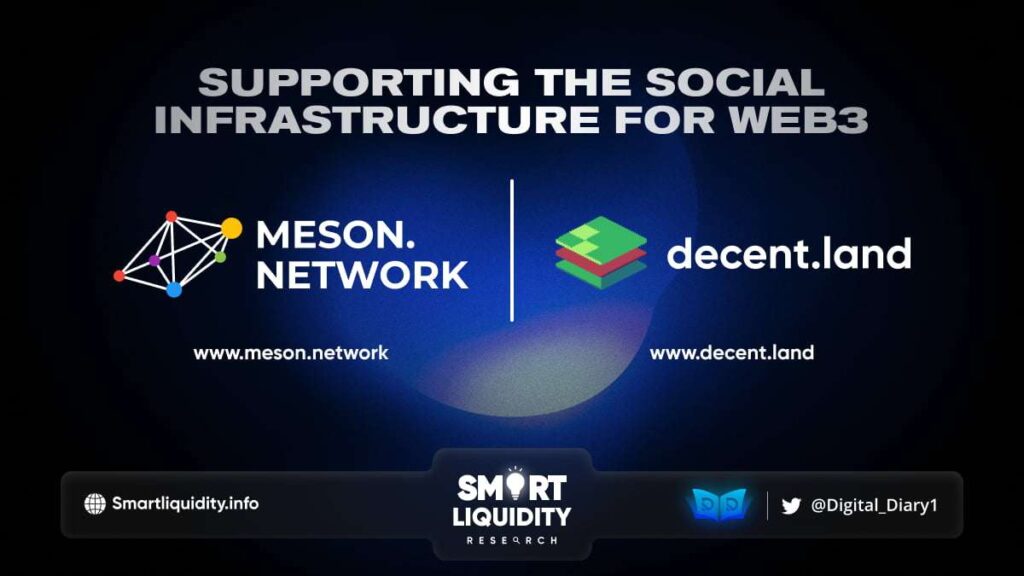 SUPPORTING THE SOCIAL
INFRASTRUCTURE FOR WEB3
MESON.
NETWORK
decent.land
www.meson.network
www.decent.land
Smartliquidity.info
SMART
LIQUIDITY
RESEARCH
@Digital_Diary1